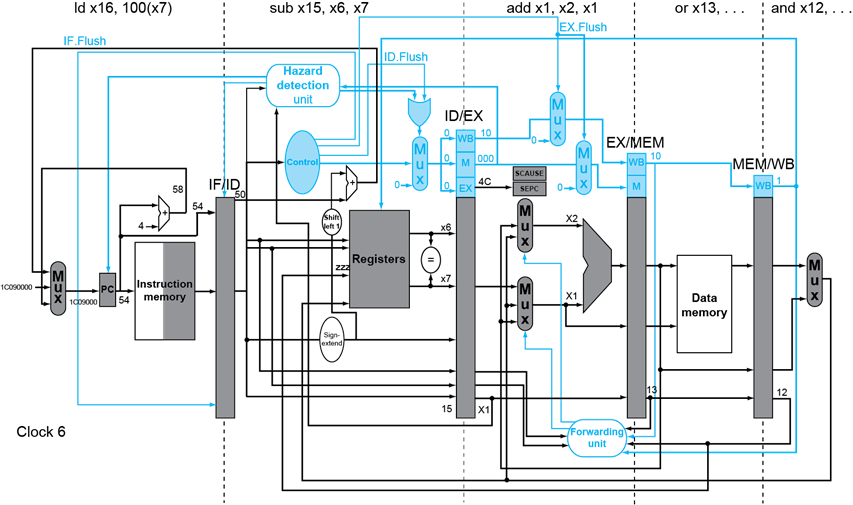 ld x16, 100(x7)
sub x15, x6, x7
add x1, x2, x1
or x13, . . .
and x12, . . .
IF.Flush
EX.Flush
ID.Flush
Hazard
detection
unit
Mux
ID/EX
0
WB
10
0
EX/MEM
Control
Mux
0
M
000
Mux
WB
10
MEM/WB
SCAUSE
0
0
EX
4C
SEPC
0
M
WB
1
58
+
IF/ID
50
+
4
54
Shift
left 1
x6
Mux
X2
zzz
Registers
=
x7
Mux
1C090000
PC
Instruction
memory
Mux
X1
Data
memory
Mux
1C09000
54
Sign-
extend
15
X1
13
12
Clock 6
Forwarding
unit